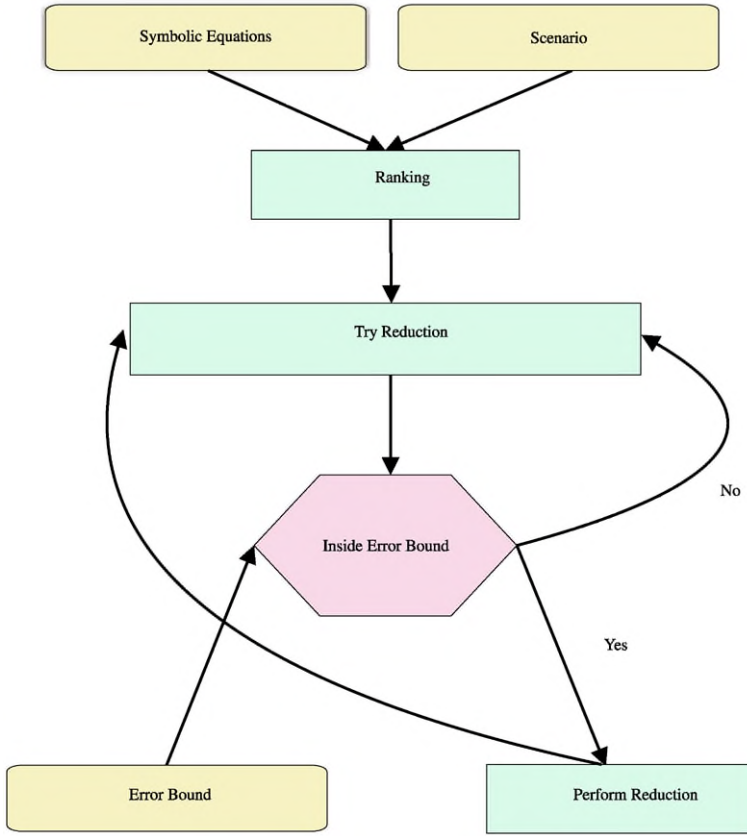 Symbolic Equations
Scenario
Ranking
Try Reduction
No
Inside Error Bound
Yes
Error Bound
Perform Reduction